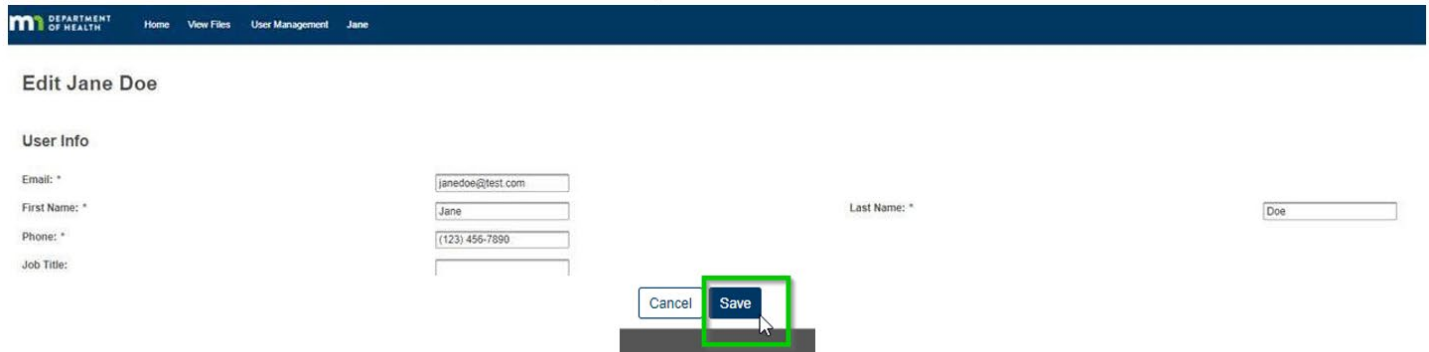 DEPARTMENT
OF HEALTH
Home View Files User Management Jane
Edit Jane Doe
User Info
Email: * janedoe@test.com
First Name: * Jane Last Name: * Doe
Phone: * (123) 456-7890
Job Title:
Cancel Save